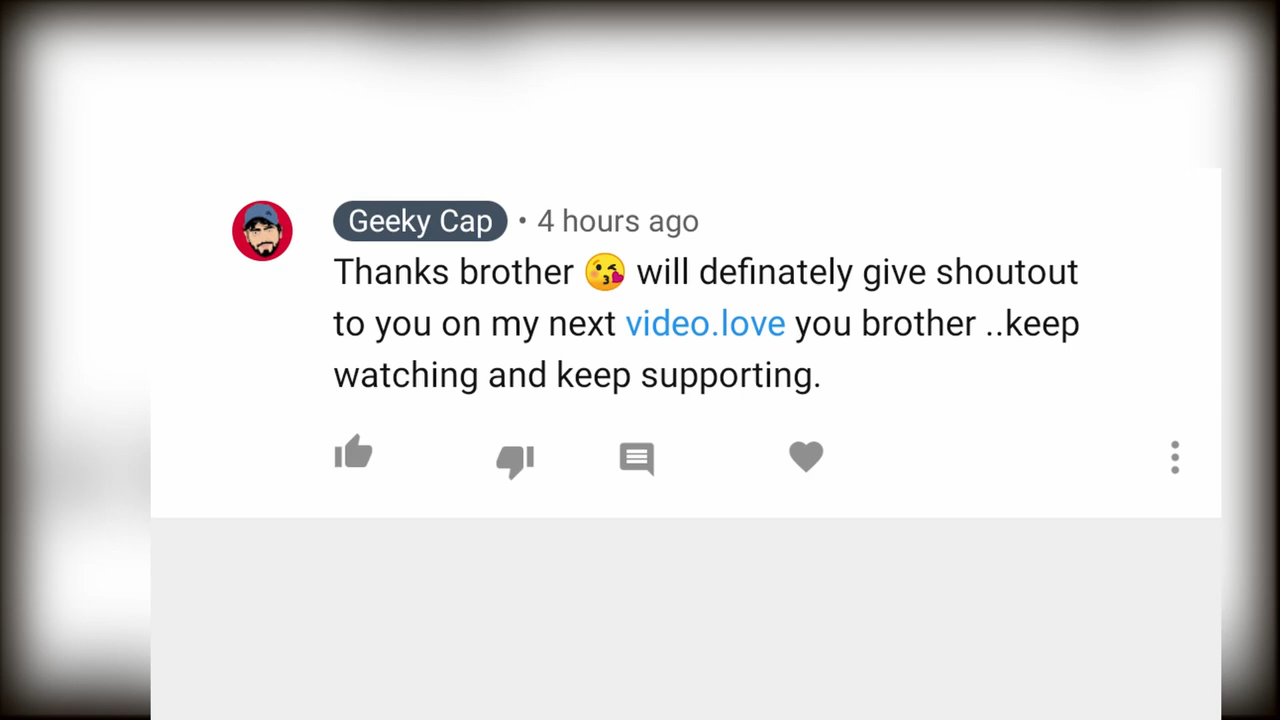 Geeky Cap • 4 hours ago
Thanks brother 😘 will definately give shoutout
to you on my next video.love you brother ..keep
watching and keep supporting.